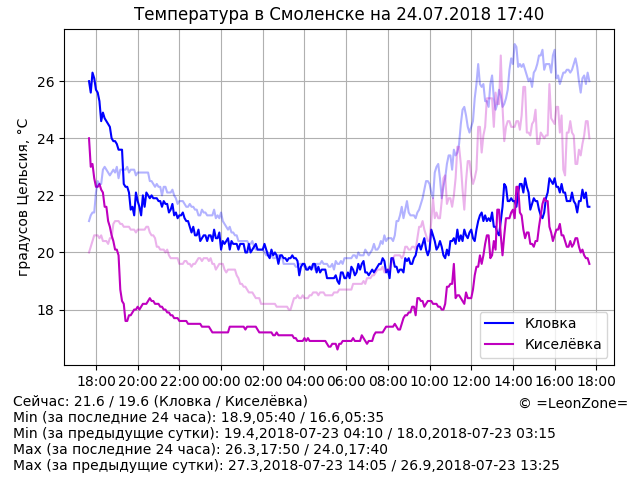 Температура в Смоленске на 24.07.2018 17:40
градусов Цельсия, °C
26
24
22
20
18
18:00 20:00 22:00 00:00 02:00 04:00 06:00 08:00 10:00 12:00 14:00 16:00 18:00
Кловка
Киселёвка
Сейчас: 21.6 / 19.6 (Кловка / Киселёвка)
© =LeonZone=
Min (за последние 24 часа): 18.9,05:40 / 16.6,05:35
Min (за предыдущие сутки): 19.4,2018-07-23 04:10 / 18.0,2018-07-23 03:15
Max (за последние 24 часа): 26.3,17:50 / 24.0,17:40
Max (за предыдущие сутки): 27.3,2018-07-23 14:05 / 26.9,2018-07-23 13:25